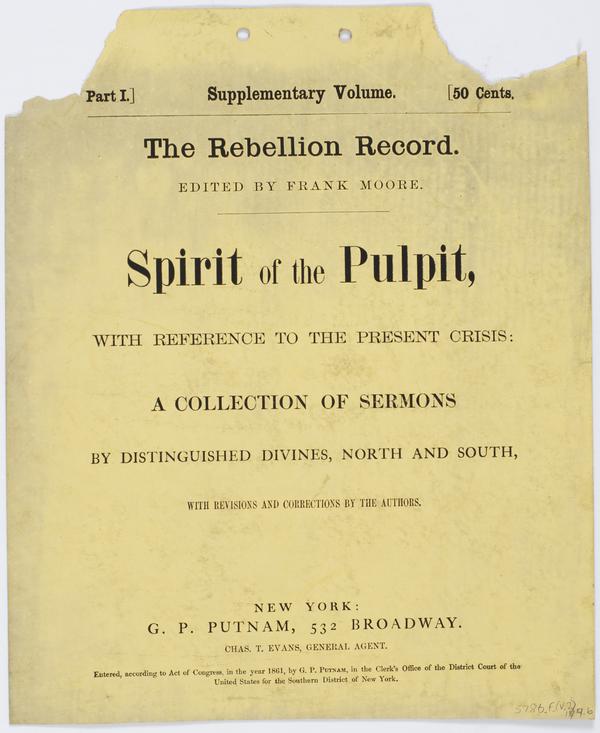 Part I.] Supplementary Volume. [50 Cents.
The Rebellion Record.
EDITED BY FRANK MOORE.
Spirit of the Pulpit,
WITH REFERENCE TO THE PRESENT CRISIS:
A COLLECTION OF SERMONS
BY DISTINGUISHED DIVINES, NORTH AND SOUTH,
WITH REVISIONS AND CORRECTIONS BY THE AUTHORS.
NEW YORK:
G. P. PUTNAM, 532 BROADWAY.
CHAS. T. EVANS, GENERAL AGENT.
Entered, according to Act of Congress, in the year 1861, by G. P. PUTNAM, in the Clerk's Office of the District Court of the
United States for the Southern District of New York.